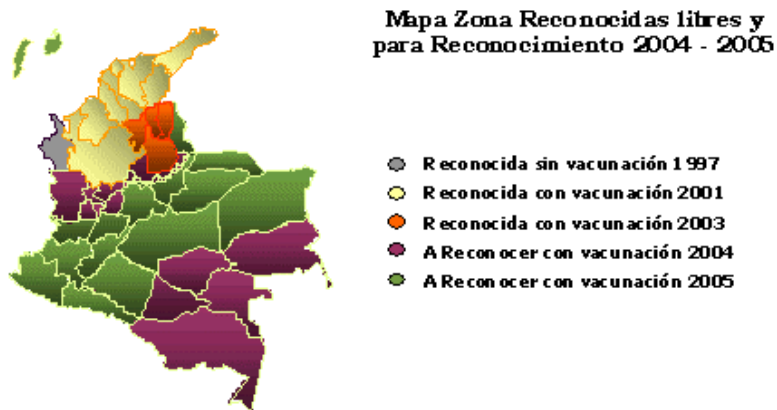 Mapa Zona Reconocidas libres y
para Reconocimiento 2004 - 2005
Reconocida sin vacunación 1997
Reconocida con vacunación 2001
Reconocida con vacunación 2003
A Reconocer con vacunación 2004
A Reconocer con vacunación 2005